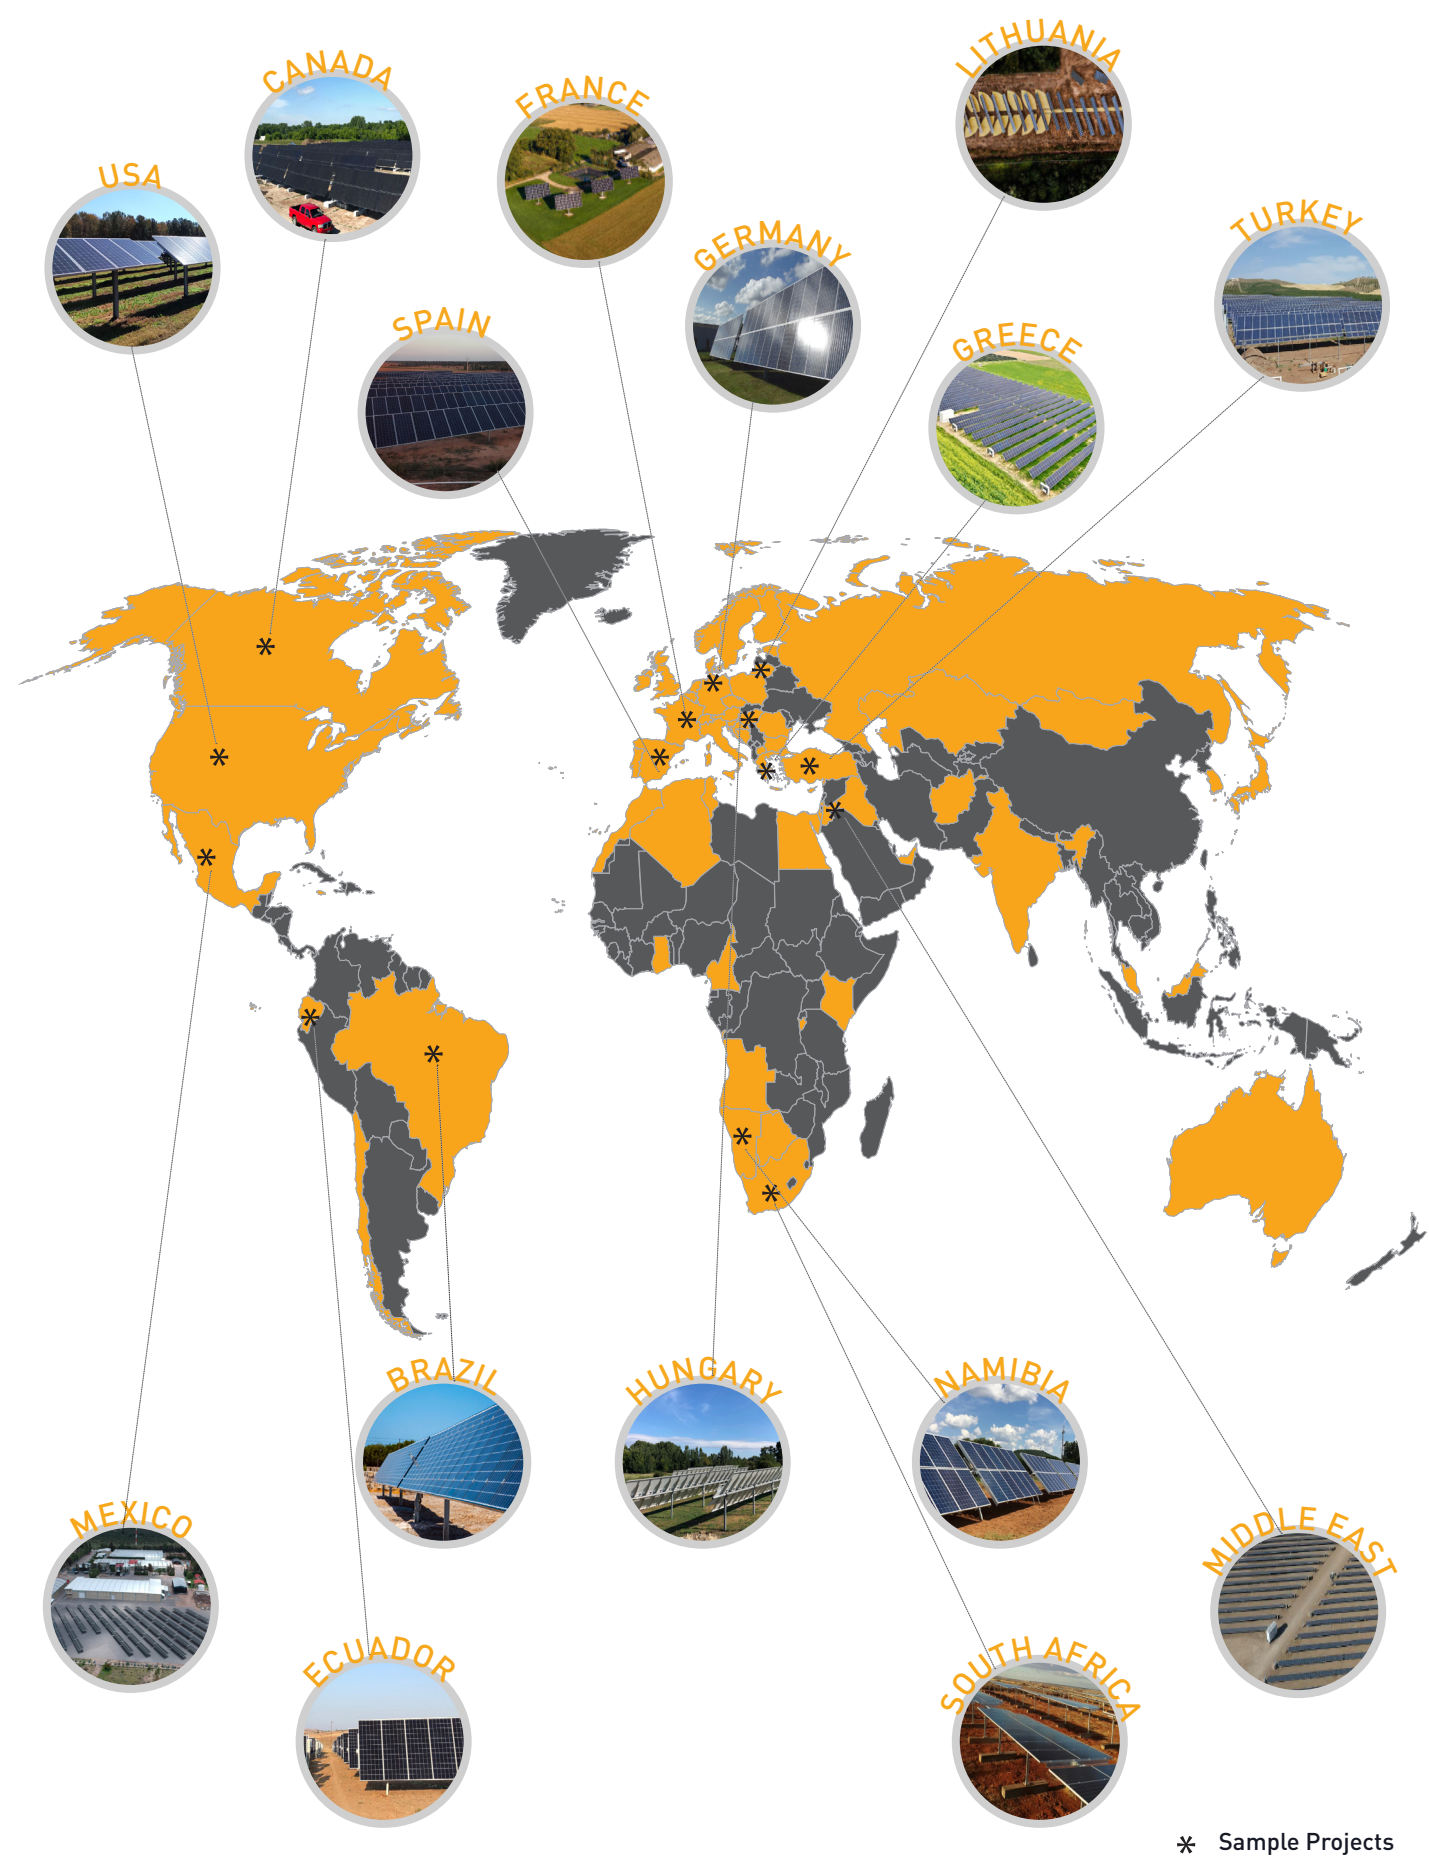 LITHUANIA
CANADA
FRANCE
USA
TURKEY
GERMANY
SPAIN
GREECE
BRAZIL
HUNGARY
NAMIBIA
MEXICO
MIDDLE EAST
ECUADOR
SOUTH AFRICA
* Sample Projects